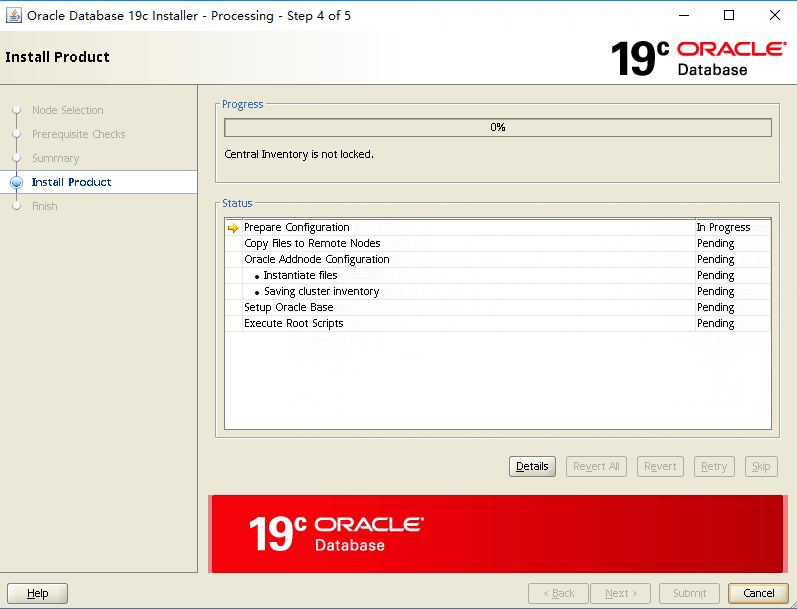 Oracle Database 19c Installer - Processing - Step 4 of 5
Install Product
19c ORACLE
Database
Node Selection
Prerequisite Checks
Summary
Install Product
Finish
Progress
0%
Central Inventory is not locked.
Status
Prepare Configuration In Progress
Copy Files to Remote Nodes Pending
Oracle Addnode Configuration Pending
• Instantiate files Pending
• Saving cluster inventory Pending
Setup Oracle Base Pending
Execute Root Scripts Pending
Details Revert All Revert Retry Skip
19c ORACLE
Database
Help < Back Next > Submit Cancel